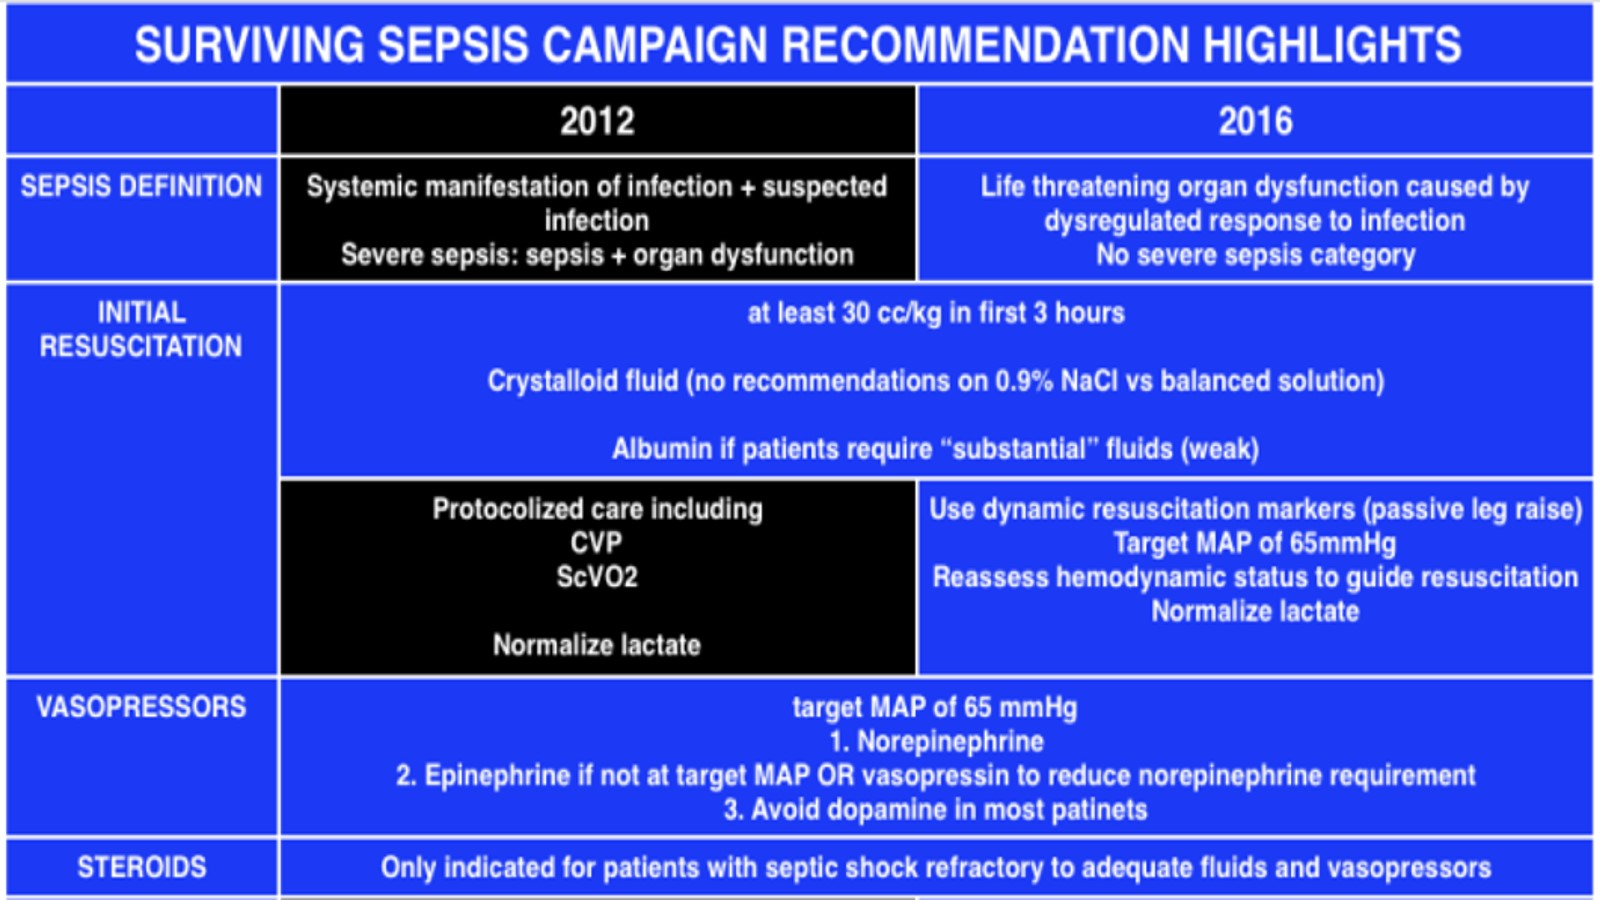 SURVIVING SEPSIS CAMPAIGN RECOMMENDATION HIGHLIGHTS
2012
2016
SEPSIS DEFINITION
Systemic manifestation of infection + suspected
infection
Severe sepsis: sepsis + organ dysfunction
Life threatening organ dysfunction caused by
dysregulated response to infection
No severe sepsis category
INITIAL
RESUSCITATION
at least 30 cc/kg in first 3 hours
Crystalloid fluid (no recommendations on 0.9% NaCl vs balanced solution)
Albumin if patients require “substantial” fluids (weak)
Protocolized care including
CVP
ScVO2
Normalize lactate
Use dynamic resuscitation markers (passive leg raise)
Target MAP of 65mmHg
Reassess hemodynamic status to guide resuscitation
Normalize lactate
VASOPRESSORS
target MAP of 65 mmHg
1. Norepinephrine
2. Epinephrine if not at target MAP OR vasopressin to reduce norepinephrine requirement
3. Avoid dopamine in most patinets
STEROIDS
Only indicated for patients with septic shock refractory to adequate fluids and vasopressors